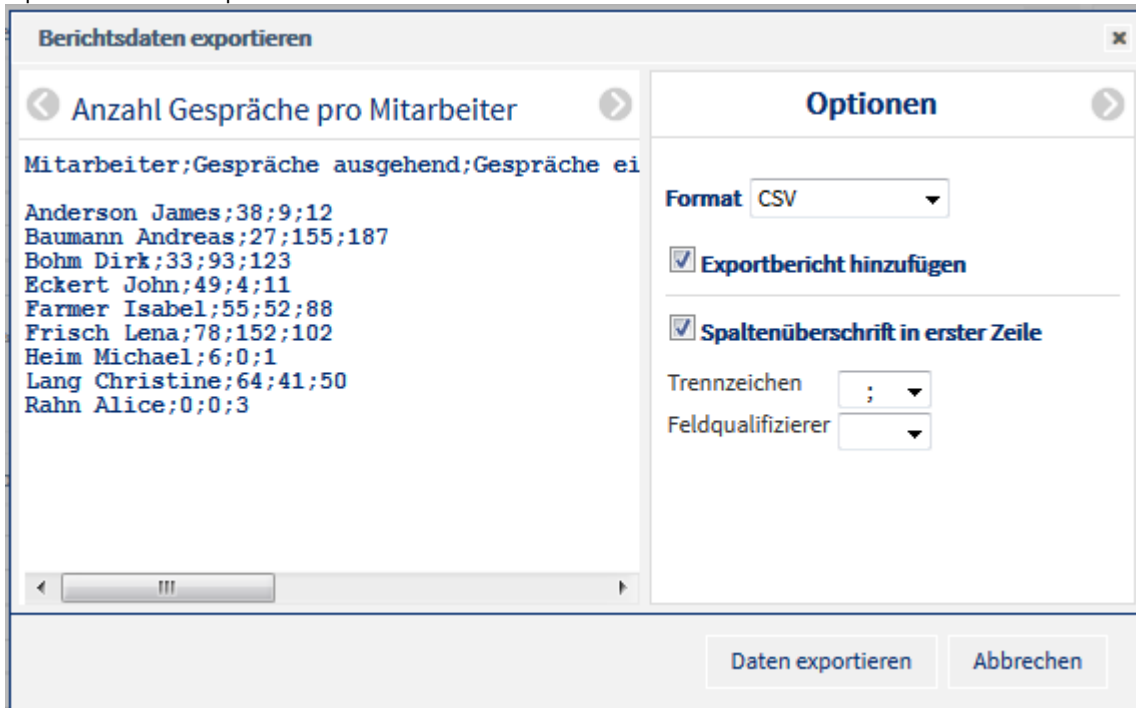 Berichtsdaten exportieren
Anzahl Gespräche pro Mitarbeiter
Mitarbeiter;Gespräche ausgehend;Gespräche ei
Anderson James;38;9;12
Baumann Andreas;27;155;187
Bohm Dirk;33;93;123
Eckert John;49;4;11
Farmer Isabel;55;52;88
Frisch Lena;78;152;102
Heim Michael;6;0;1
Lang Christine;64;41;50
Rahn Alice;0;0;3
Optionen
Format CSV
Exportbericht hinzufügen
Spaltenüberschrift in erster Zeile
Trennzeichen ;
Feldqualifizierer
Daten exportieren Abbrechen